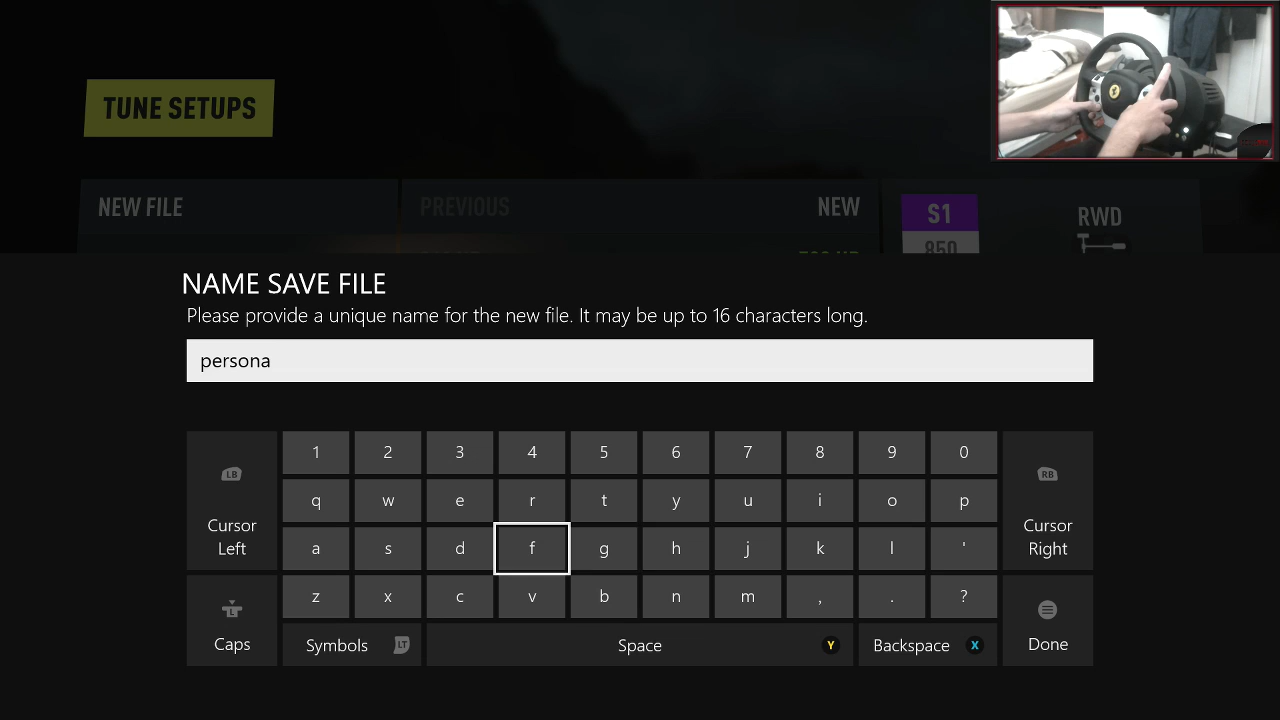 TUNE SETUPS
NEW FILE
PREVIOUS
NEW
S1
850
RWD
NAME SAVE FILE
Please provide a unique name for the new file. It may be up to 16 characters long.
persona
LB
Cursor
Left
1 2 3 4 5 6 7 8 9 0
RB
Cursor
Right
q w e r t y u i o p
a s d f g h j k l '
L
Caps
z x c v b n m , . ?
Symbols LT
Space Y
Backspace X
Done